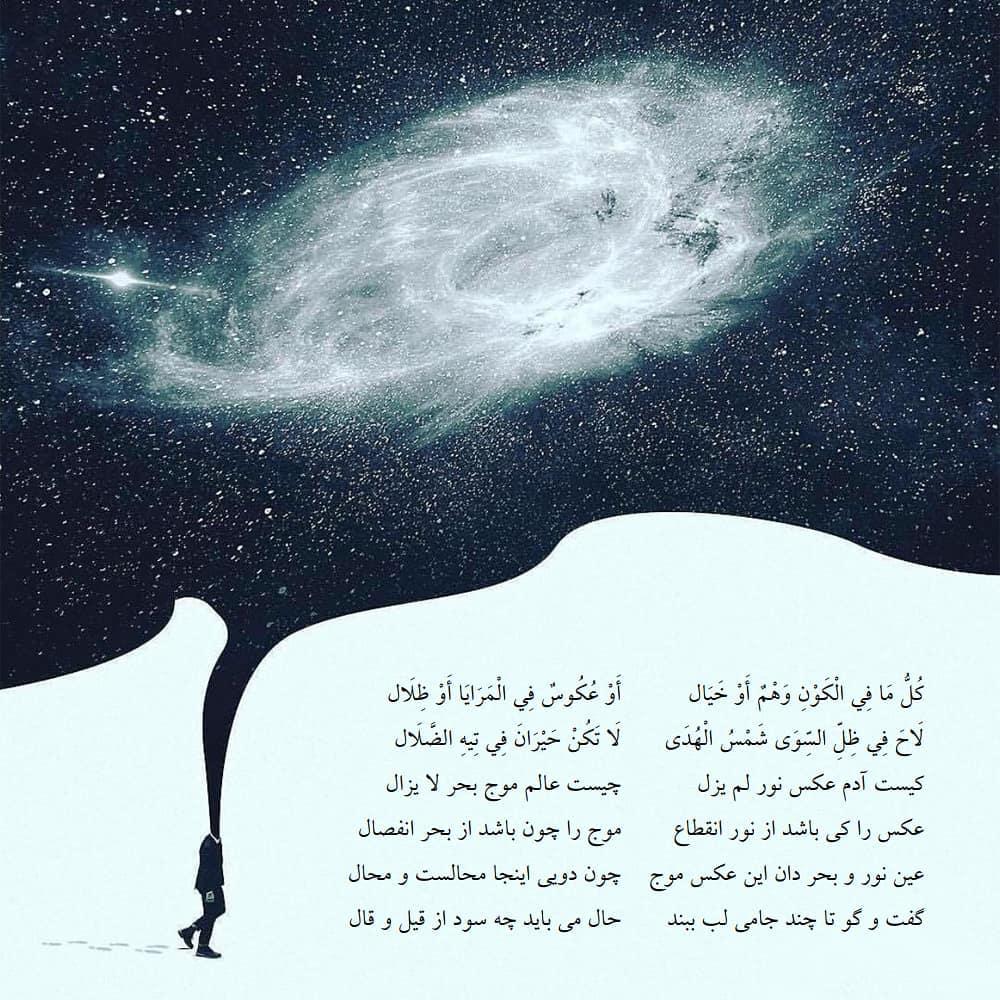 كُلُّ مَا فِي الْكَوْنِ وَهْمٌ أَوْ خَيَال أَوْ عُكُوسٌ فِي الْمَرَايَا أَوْ ظِلَال
لَاحَ فِي ظِلِّ السِّوَى شَمْسُ الْهُدَى لَا تَكُنْ حَيْرَانَ فِي تِيهِ الضَّلَال
کیست آدم عکس نور لم یزل چیست عالم موج بحر لا یزال
عکس را کی باشد از نور انقطاع موج را چون باشد از بحر انفصال
عین نور و بحر دان این عکس موج چون دویی اینجا محالست و محال
گفت و گو تا چند جامی لب ببند حال می باید چه سود از قیل و قال